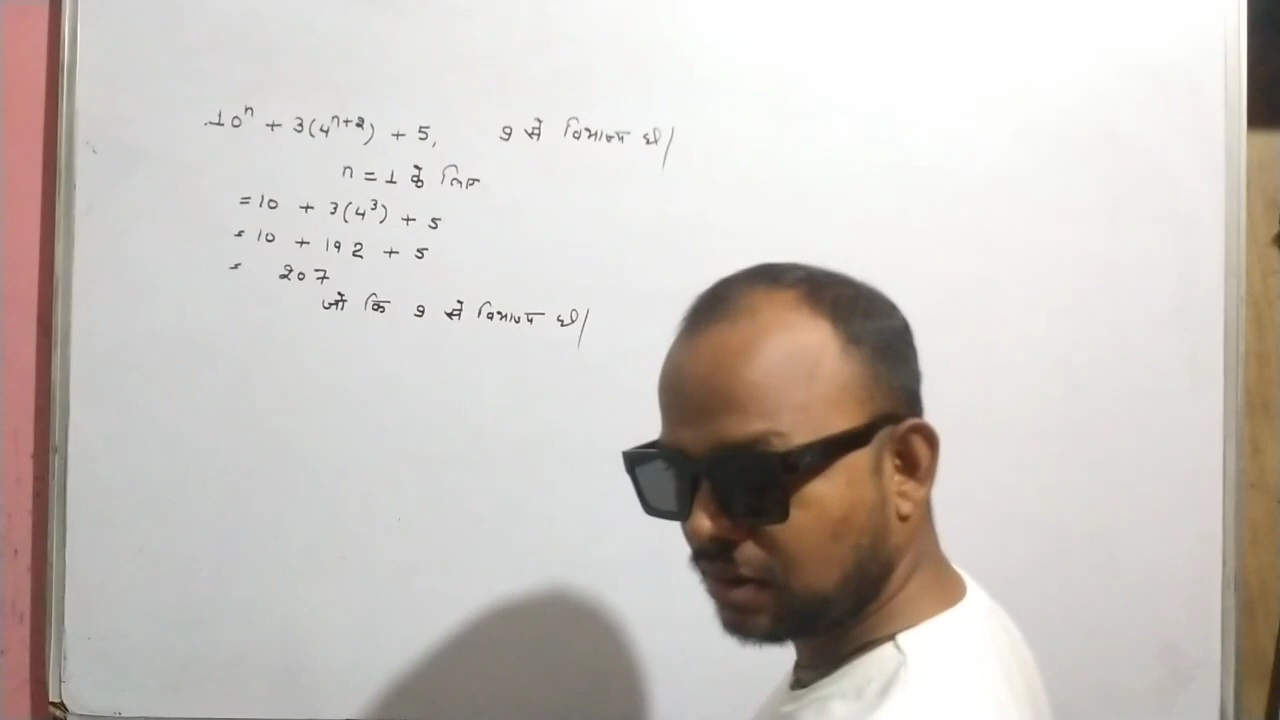 10ⁿ + 3(4ⁿ⁺²) + 5, 9 से विभाज्य है।
n = 1 के लिए
= 10 + 3(4³) + 5
= 10 + 192 + 5
= 207
जो कि 9 से विभाज्य है।